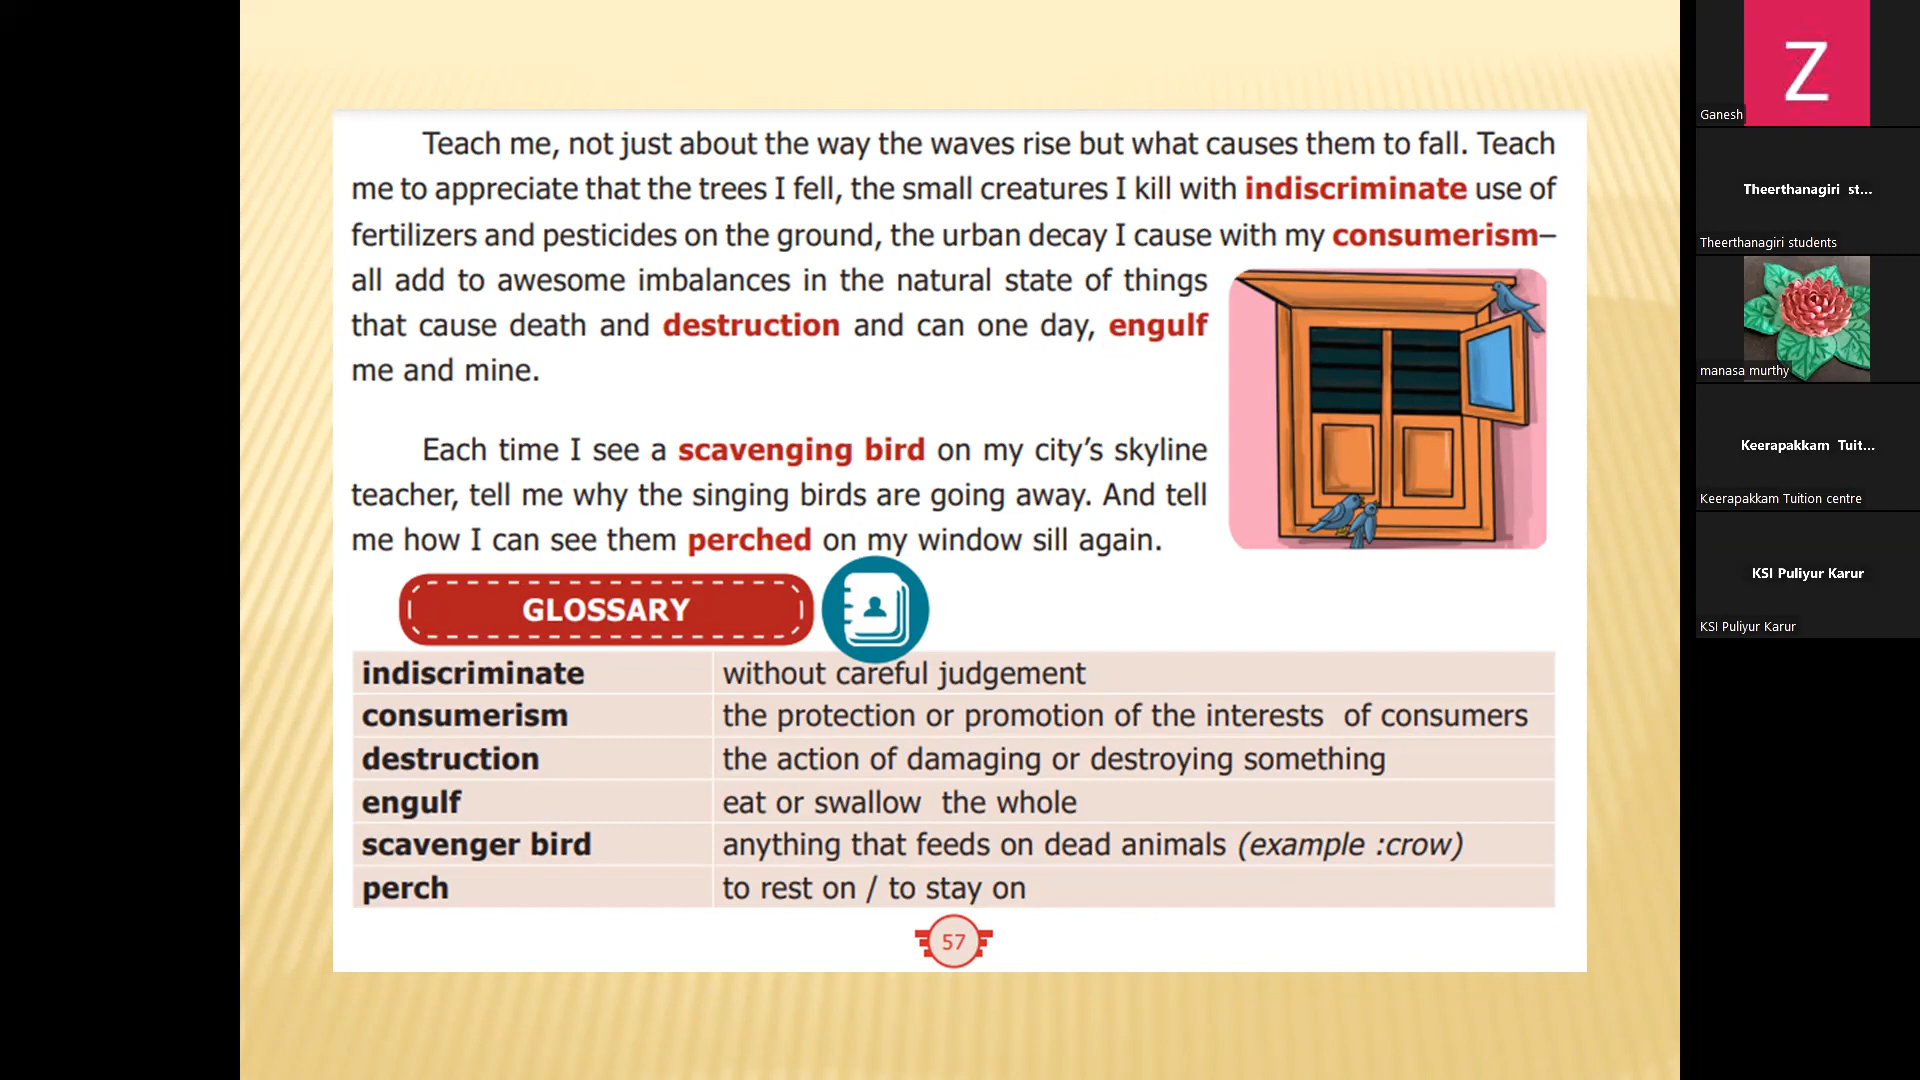 Teach me, not just about the way the waves rise but what causes them to fall. Teach
me to appreciate that the trees I fell, the small creatures I kill with indiscriminate use of
fertilizers and pesticides on the ground, the urban decay I cause with my consumerism–
all add to awesome imbalances in the natural state of things
that cause death and destruction and can one day, engulf
me and mine.
Each time I see a scavenging bird on my city's skyline
teacher, tell me why the singing birds are going away. And tell
me how I can see them perched on my window sill again.
GLOSSARY
indiscriminate without careful judgement
consumerism the protection or promotion of the interests of consumers
destruction the action of damaging or destroying something
engulf eat or swallow the whole
scavenger bird anything that feeds on dead animals (example :crow)
perch to rest on / to stay on
57
Z
Ganesh
Theerthanagiri st...
Theerthanagiri students
manasa murthy
Keerapakkam Tuit...
Keerapakkam Tuition centre
KSI Puliyur Karur
KSI Puliyur Karur